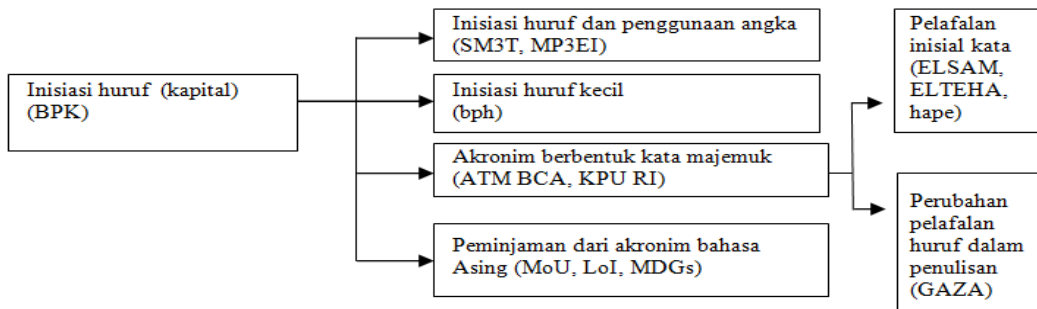 Inisiasi huruf (kapital)
(BPK)
Inisiasi huruf dan penggunaan angka
(SM3T, MP3EI)
Inisiasi huruf kecil
(bph)
Akronim berbentuk kata majemuk
(ATM BCA, KPU RI)
Peminjaman dari akronim bahasa
Asing (MoU, LoI, MDGs)
Pelafalan
inisial kata
(ELSAM,
ELTEHA,
hape)
Perubahan
pelafalan
huruf dalam
penulisan
(GAZA)